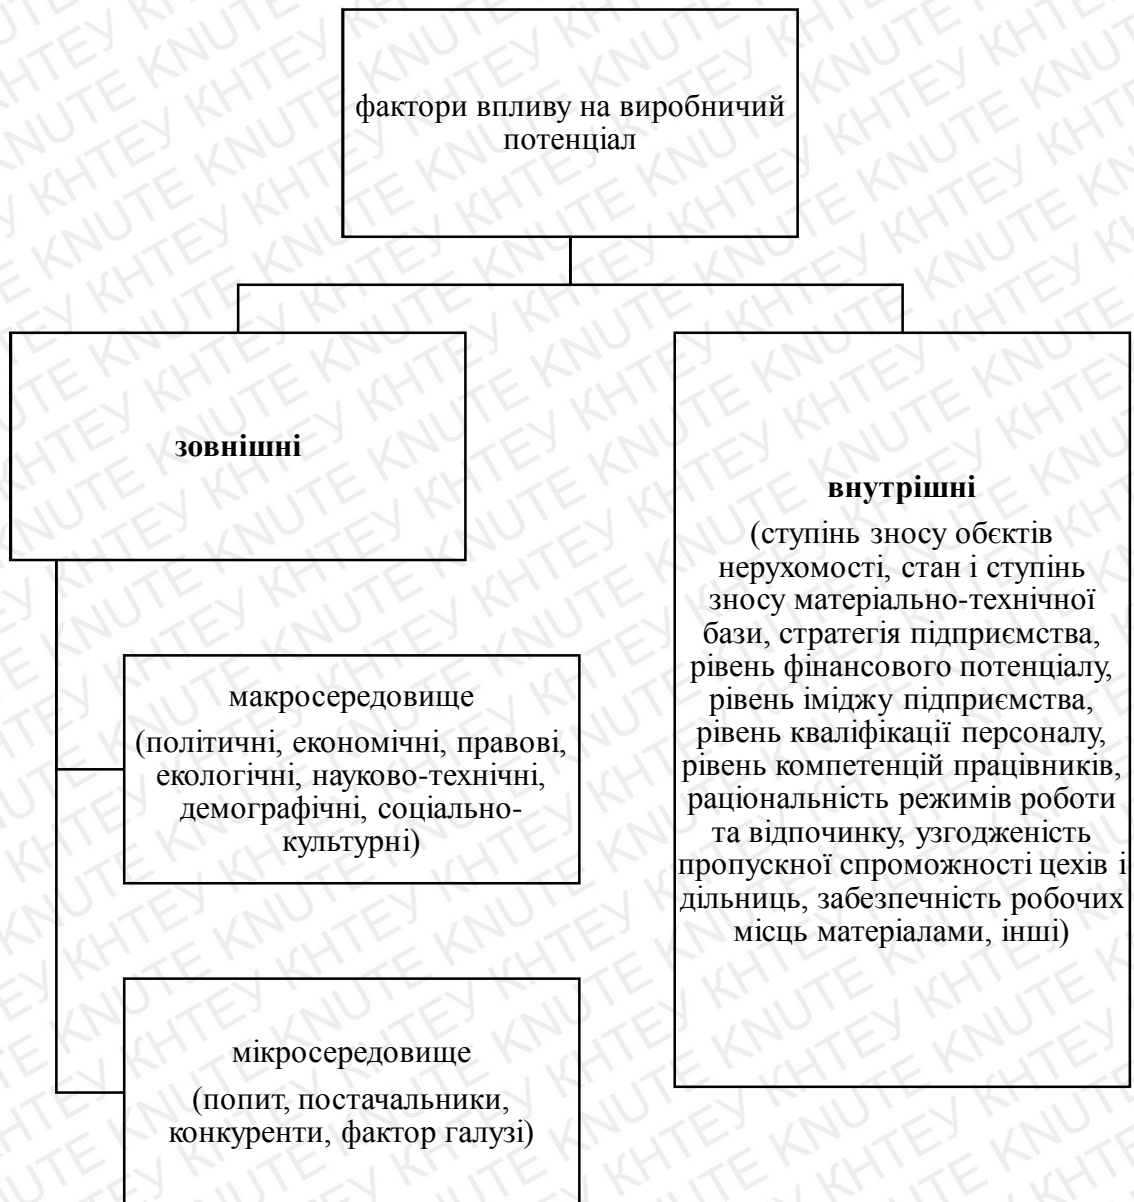 фактори впливу на виробничий
потенціал
зовнішні
макросередовище
(політичні, економічні, правові,
екологічні, науково-технічні,
демографічні, соціально-
культурні)
мікросередовище
(попит, постачальники,
конкуренти, фактор галузі)
внутрішні
(ступінь зносу обєктів
нерухомості, стан і ступінь
зносу матеріально-технічної
бази, стратегія підприємства,
рівень фінансового потенціалу,
рівень іміджу підприємства,
рівень кваліфікації персоналу,
рівень компетенцій працівників,
раціональність режимів роботи
та відпочинку, узгодженість
пропускної спроможності цехів і
дільниць, забезпечність робочих
місць матеріалами, інші)